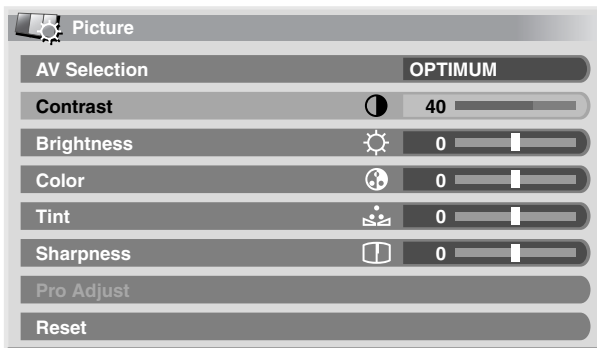 Picture
AV Selection OPTIMUM
Contrast 40
Brightness 0
Color 0
Tint 0
Sharpness 0
Pro Adjust
Reset